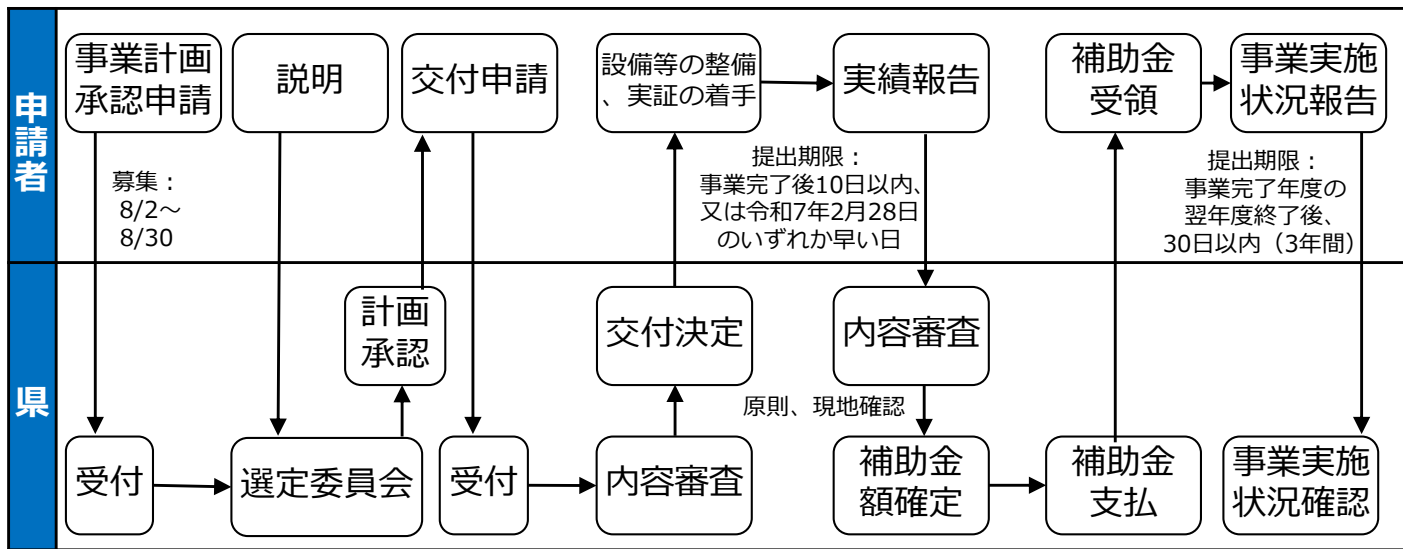 申請者
事業計画
承認申請
説明
交付申請
設備等の整備
、実証の着手
実績報告
補助金
受領
事業実施
状況報告
募集：
8/2～
8/30
提出期限：
事業完了後10日以内、
又は令和7年2月28日
のいずれか早い日
提出期限：
事業完了年度の
翌年度終了後、
30日以内（3年間）
県
計画
承認
交付決定
内容審査
原則、現地確認
受付
選定委員会
受付
内容審査
補助金
額確定
補助金
支払
事業実施
状況確認